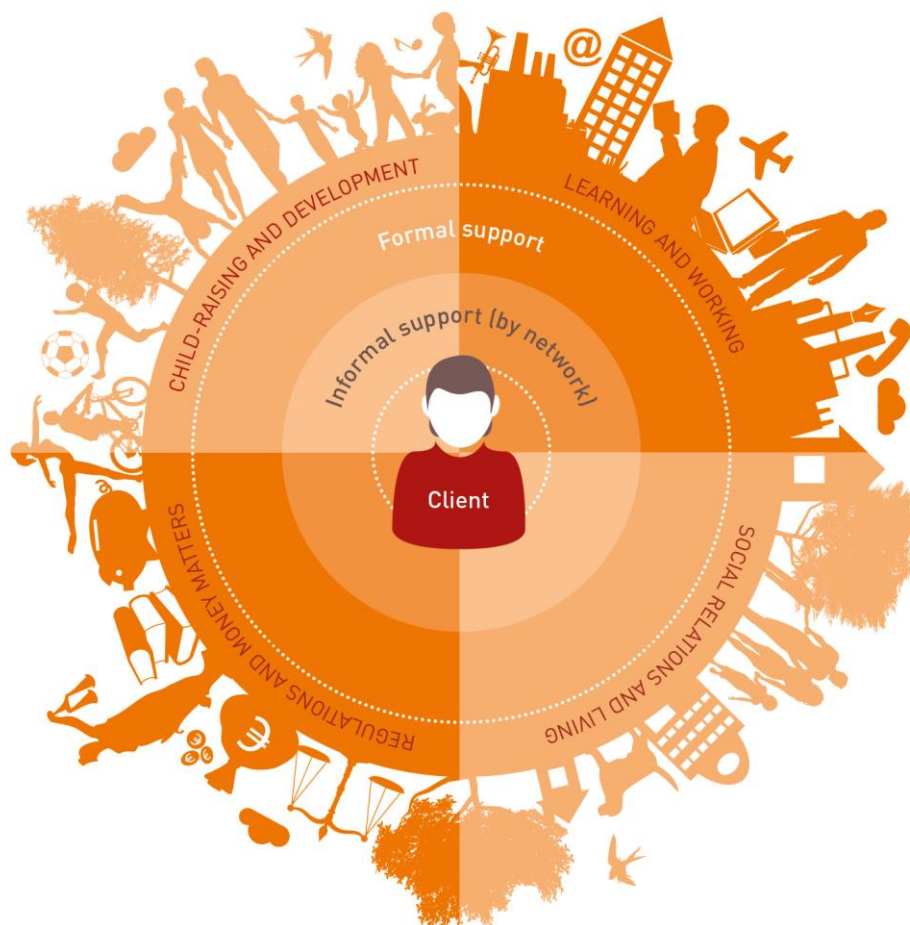 @
CHILD-RAISING AND DEVELOPMENT
LEARNING AND WORKING
Formal support
Informal support (by network)
Client
REGULATIONS AND MONEY MATTERS
SOCIAL RELATIONS AND LIVING
€